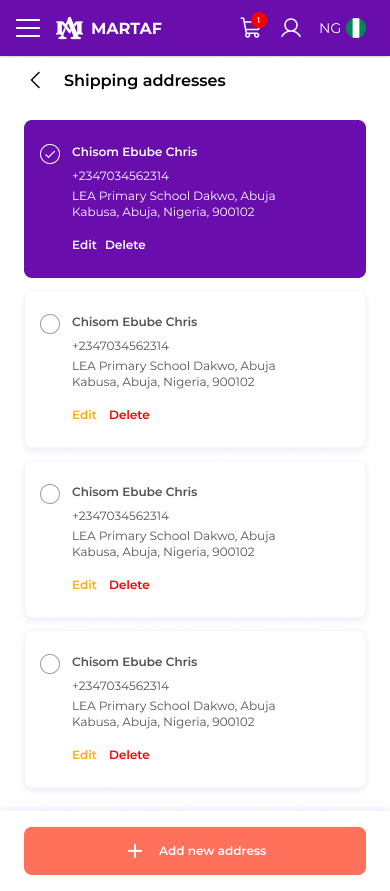 MARTAF
1
NG
Shipping addresses
Chisom Ebube Chris
+2347034562314
LEA Primary School Dakwo, Abuja
Kabusa, Abuja, Nigeria, 900102
Edit Delete
Chisom Ebube Chris
+2347034562314
LEA Primary School Dakwo, Abuja
Kabusa, Abuja, Nigeria, 900102
Edit Delete
Chisom Ebube Chris
+2347034562314
LEA Primary School Dakwo, Abuja
Kabusa, Abuja, Nigeria, 900102
Edit Delete
Chisom Ebube Chris
+2347034562314
LEA Primary School Dakwo, Abuja
Kabusa, Abuja, Nigeria, 900102
Edit Delete
Add new address